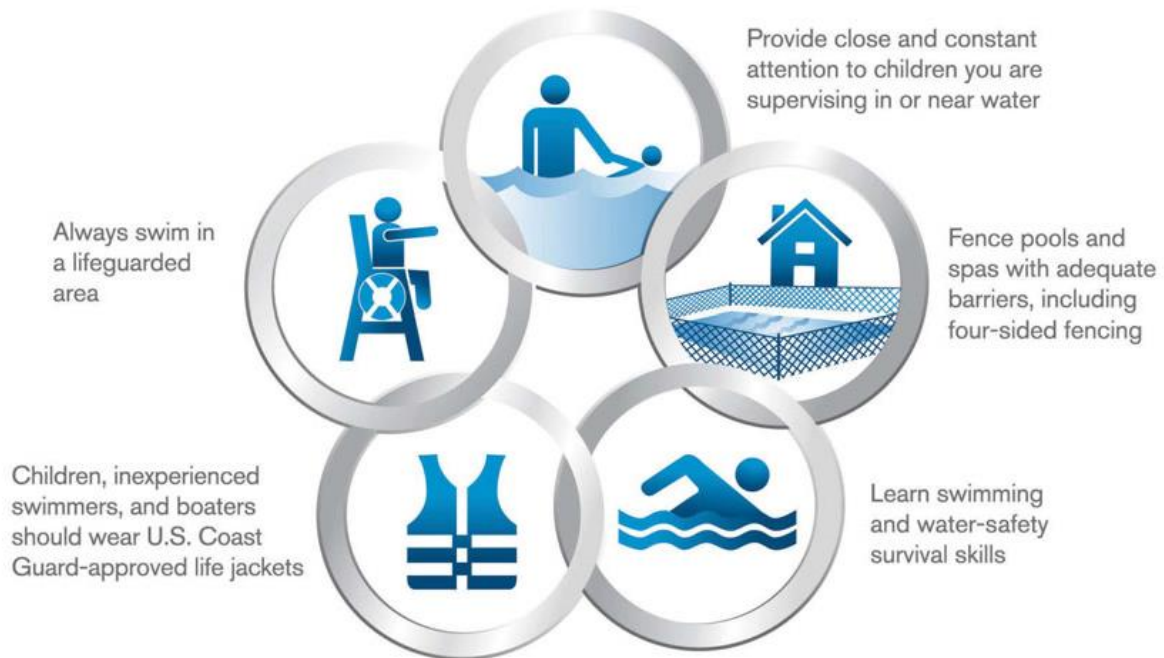 Provide close and constant
attention to children you are
supervising in or near water
Always swim in
a lifeguarded
area
Fence pools and
spas with adequate
barriers, including
four-sided fencing
Children, inexperienced
swimmers, and boaters
should wear U.S. Coast
Guard-approved life jackets
Learn swimming
and water-safety
survival skills